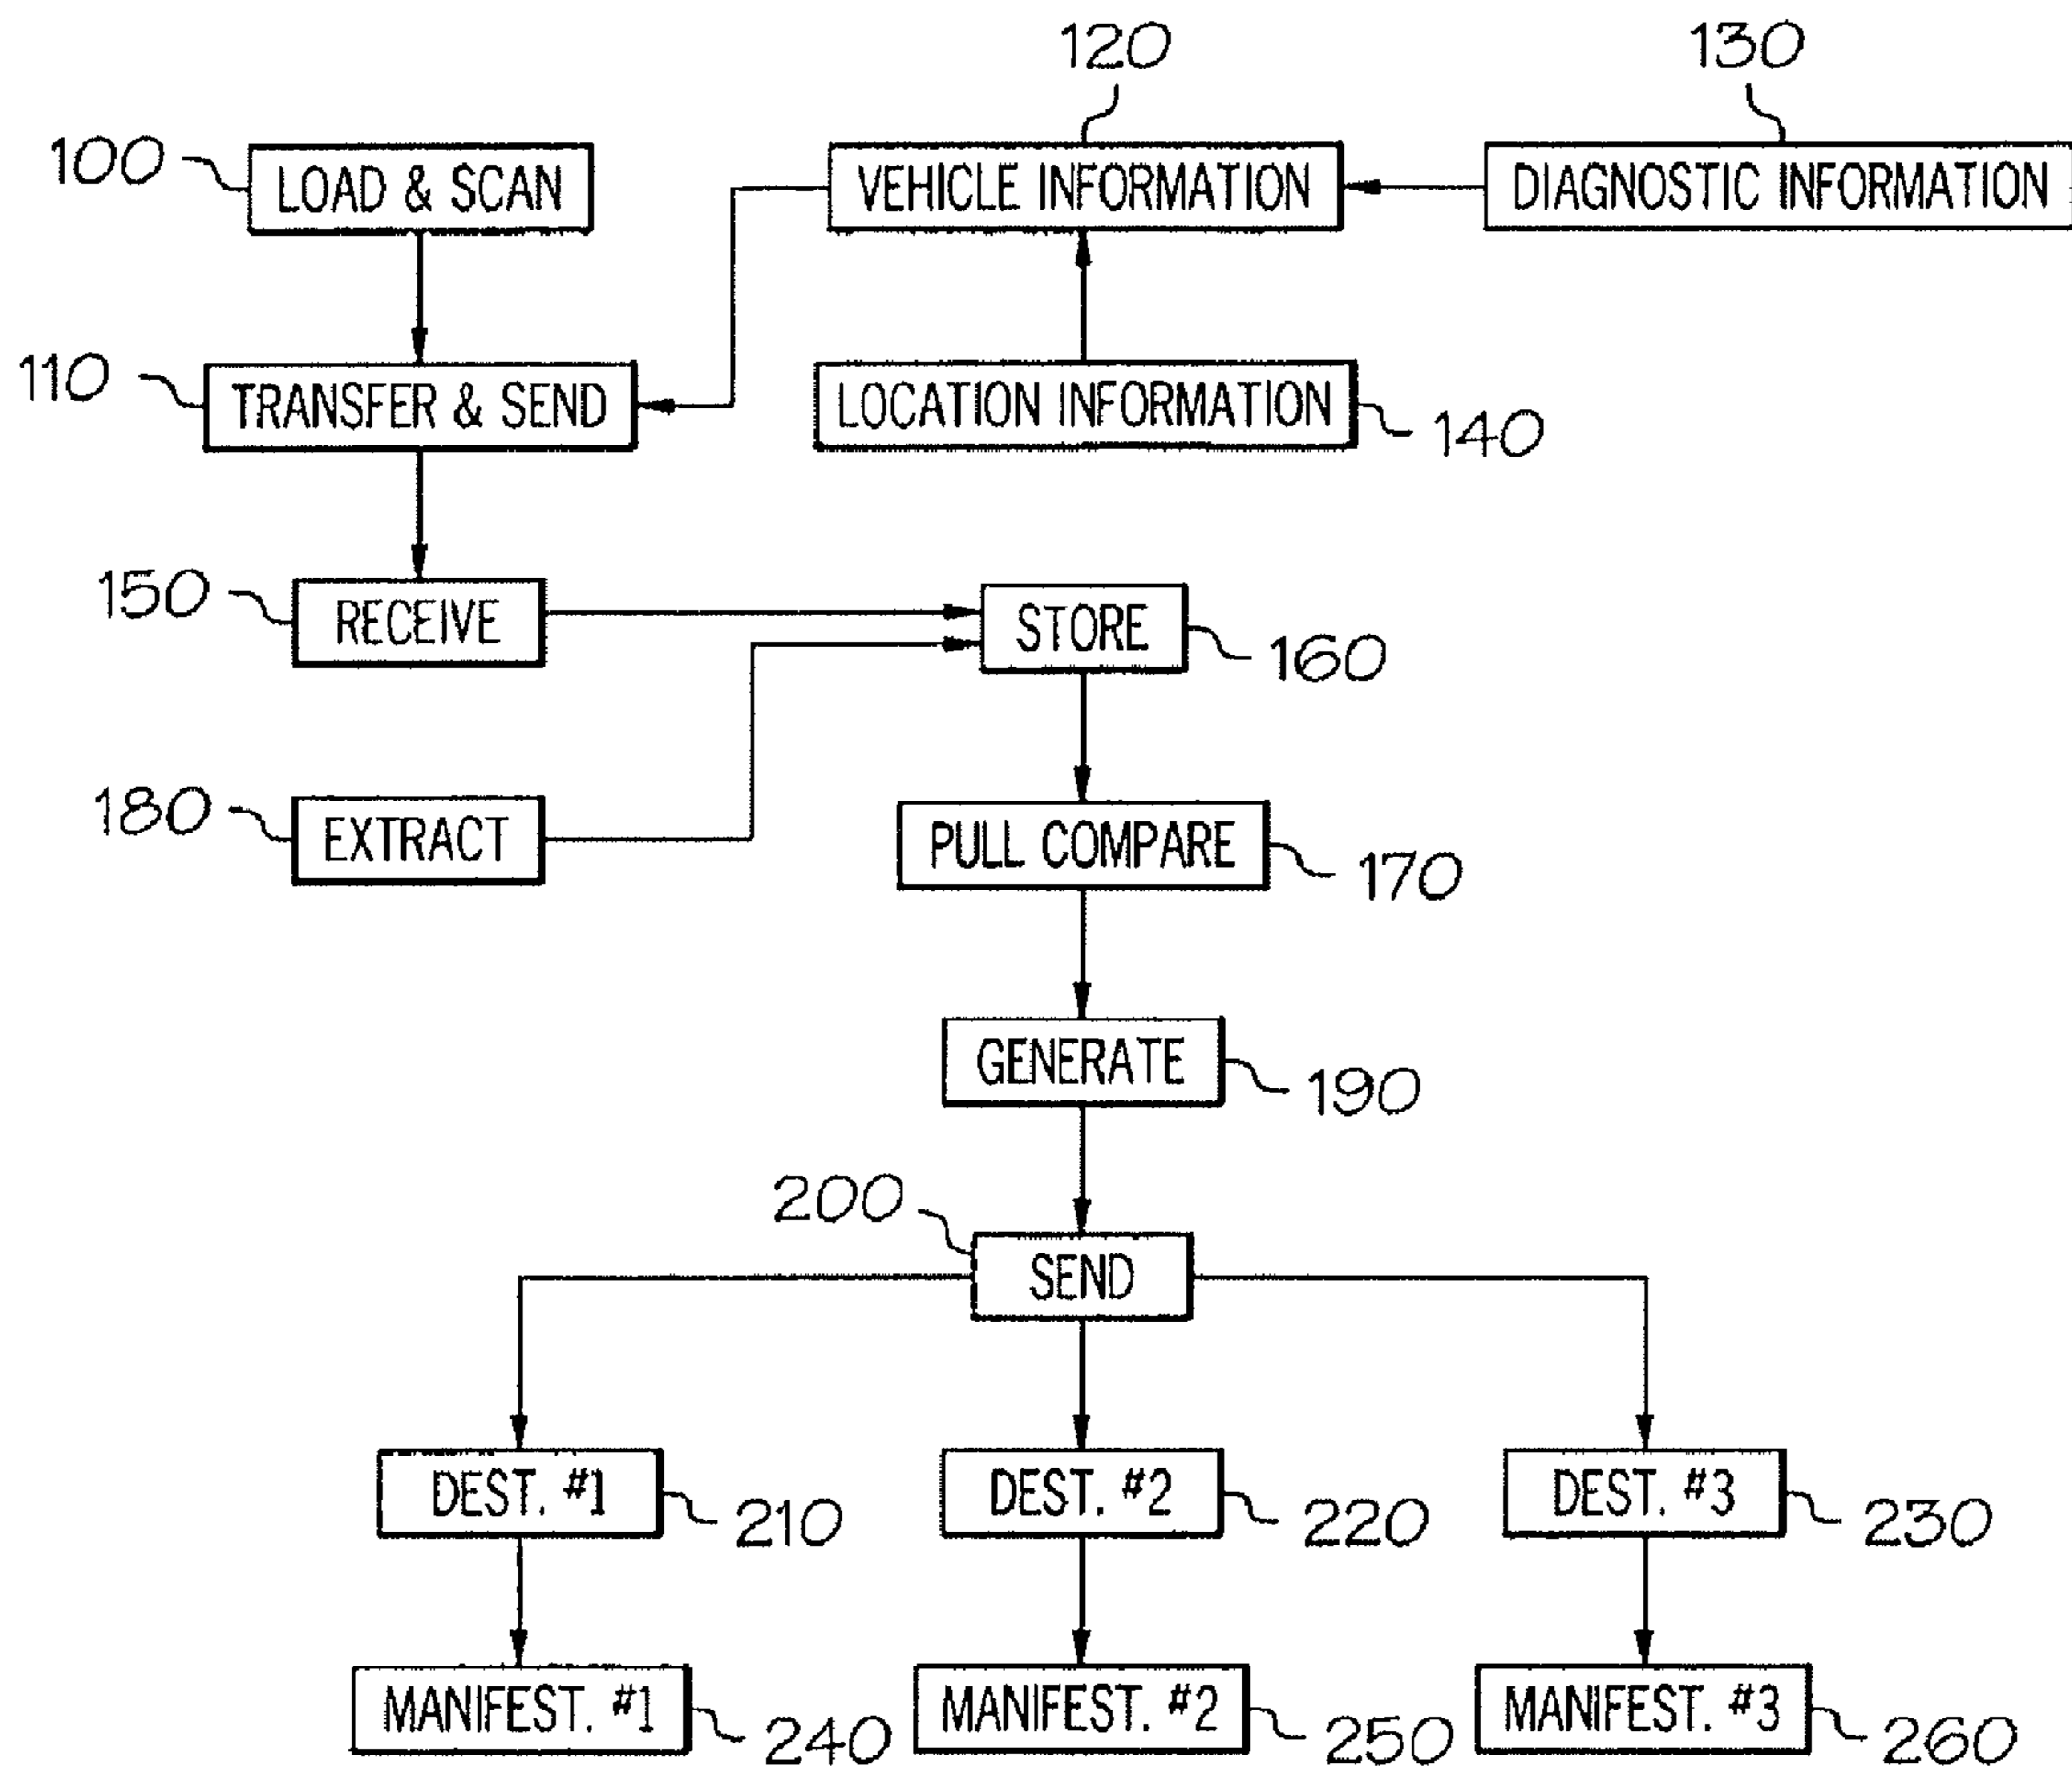 120
130
100
LOAD & SCAN
VEHICLE INFORMATION
DIAGNOSTIC INFORMATION
110
TRANSFER & SEND
LOCATION INFORMATION
140
150
RECEIVE
STORE
160
180
EXTRACT
PULL COMPARE
170
GENERATE
190
200
SEND
DEST. #1
210
DEST. #2
220
DEST. #3
230
MANIFEST. #1
240
MANIFEST. #2
250
MANIFEST. #3
260